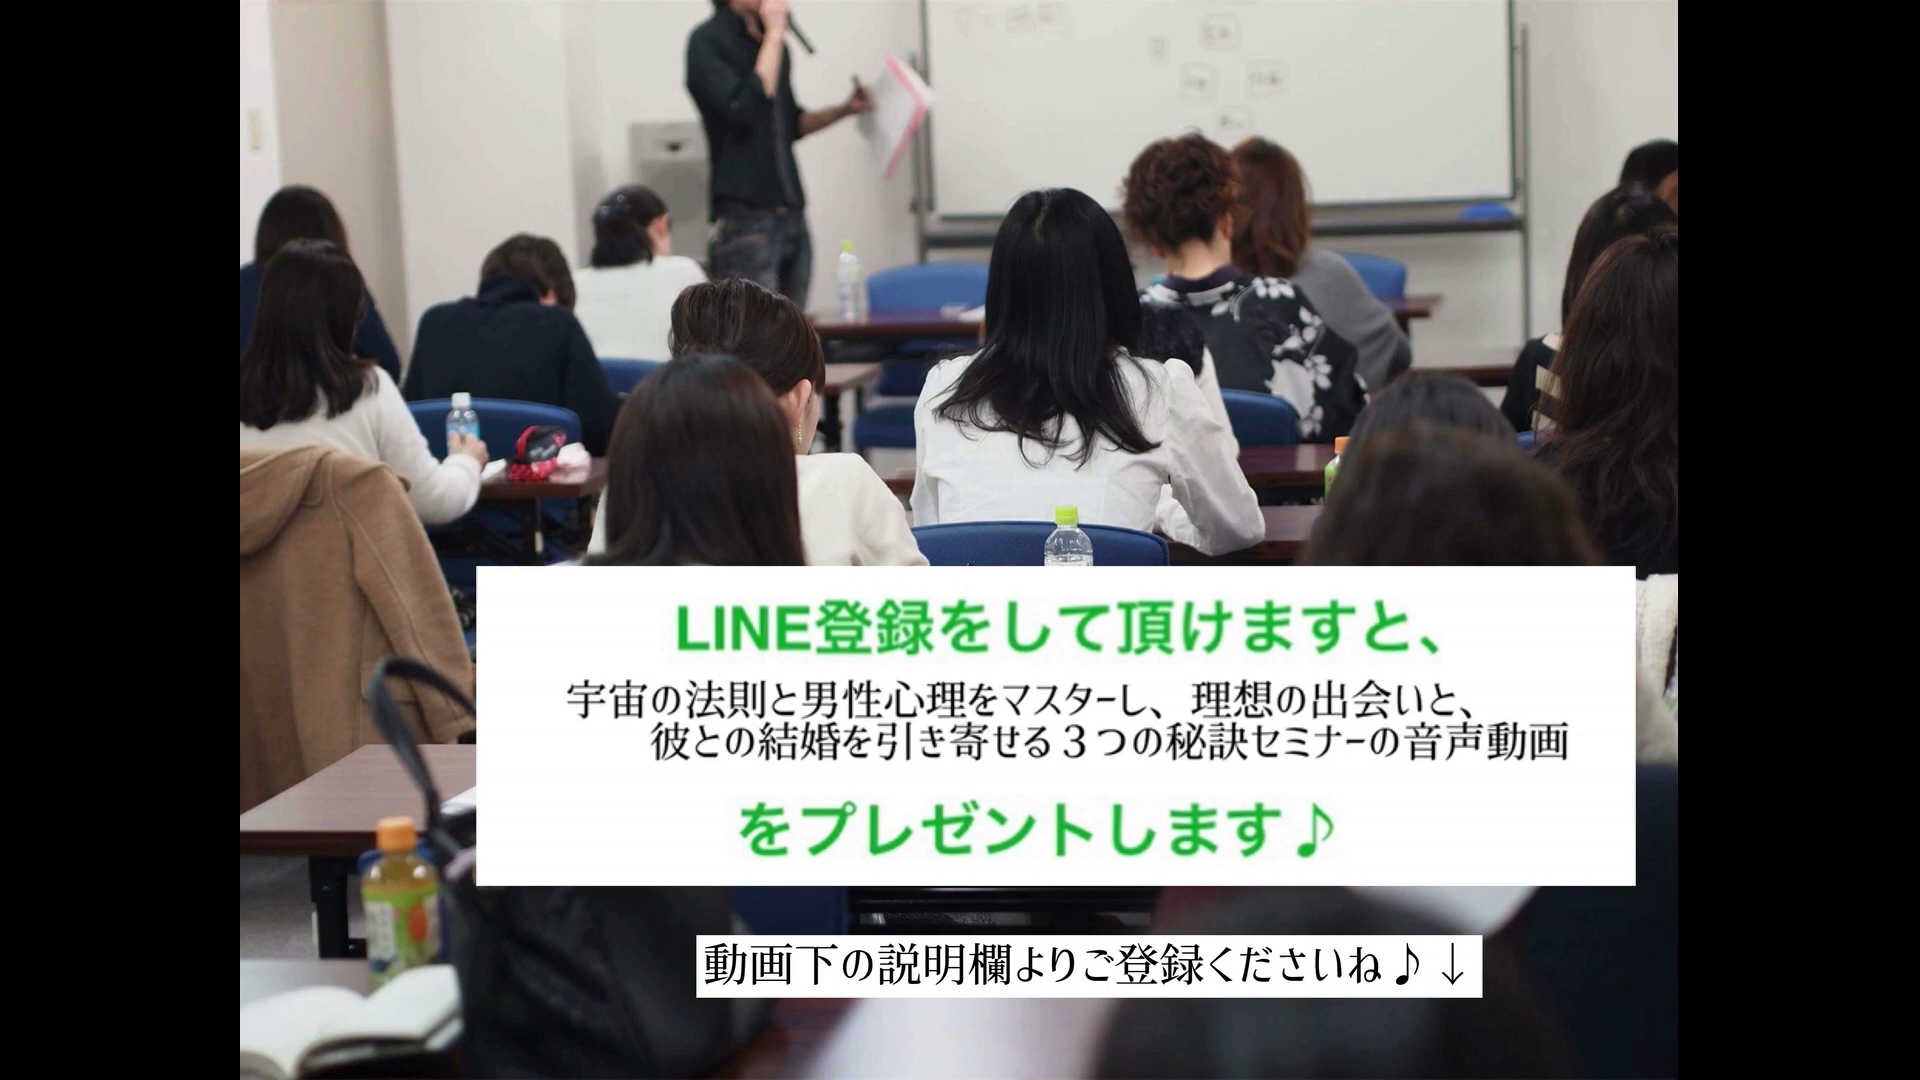 LINE登録をして頂けますと、
宇宙の法則と男性心理をマスターし、理想の出会いと、
彼との結婚を引き寄せる３つの秘訣セミナーの音声動画
をプレゼントします♪
動画下の説明欄よりご登録くださいね♪↓